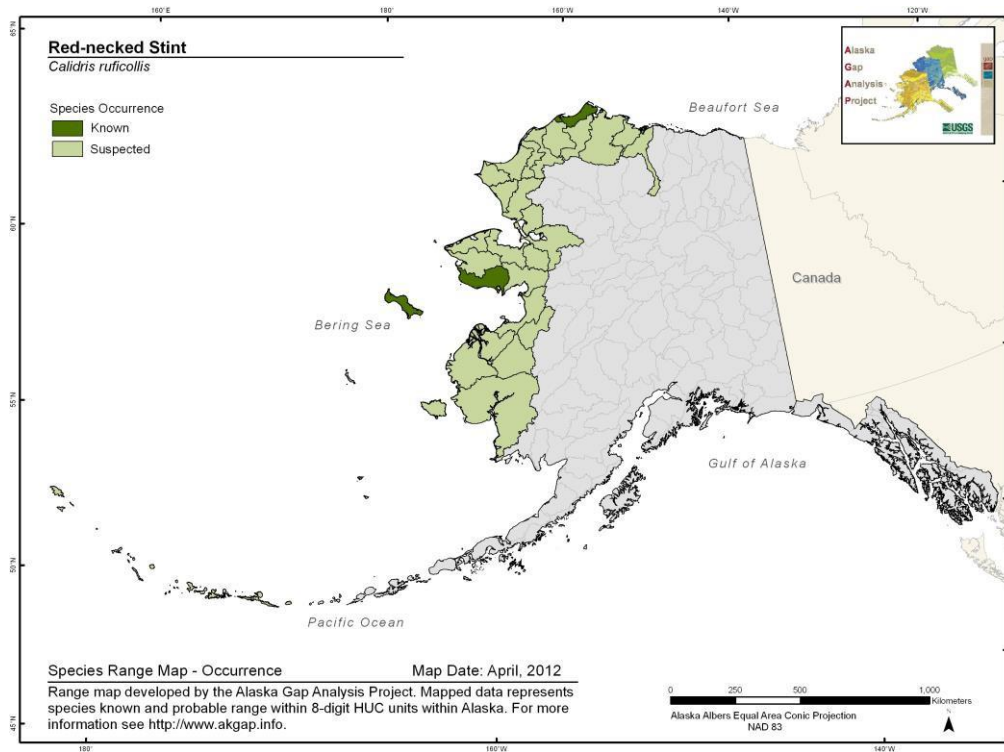 160°E
180°
160°W
140°W
120°W
65°N
Red-necked Stint
Calidris ruficollis
Species Occurrence
Known
Suspected
Alaska
Gap
Analysis
Project
USGS
Beaufort Sea
60°N
60°N
Canada
Bering Sea
55°N
55°N
Gulf of Alaska
50°N
50°N
Pacific Ocean
Species Range Map - Occurrence Map Date: April, 2012
Range map developed by the Alaska Gap Analysis Project. Mapped data represents
species known and probable range within 8-digit HUC units within Alaska. For more
information see http://www.akgap.info.
0 250 500 1,000
Kilometers
Alaska Albers Equal Area Conic Projection
NAD 83
N
45°N
180°
160°W
140°W